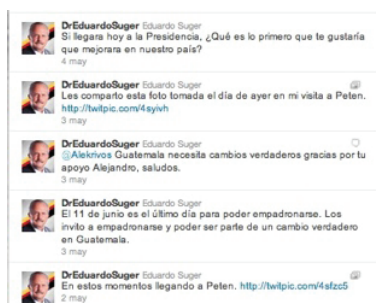 DrEduardoSuger Eduardo Suger
Si llegara hoy a la Presidencia, ¿Qué es lo primero que te gustaría
que mejorara en nuestro país?
4 may
DrEduardoSuger Eduardo Suger
Les comparto esta foto tomada el día de ayer en mi visita a Peten.
http://twitpic.com/4syivh
3 may
DrEduardoSuger Eduardo Suger
@Alekrivos Guatemala necesita cambios verdaderos gracias por tu
apoyo Alejandro, saludos.
3 may
DrEduardoSuger Eduardo Suger
El 11 de junio es el último día para poder empadronarse. Los
invito a empadronarse y poder ser parte de un cambio verdadero
en Guatemala.
3 may
DrEduardoSuger Eduardo Suger
En estos momentos llegando a Peten. http://twitpic.com/4sfzc5
2 may